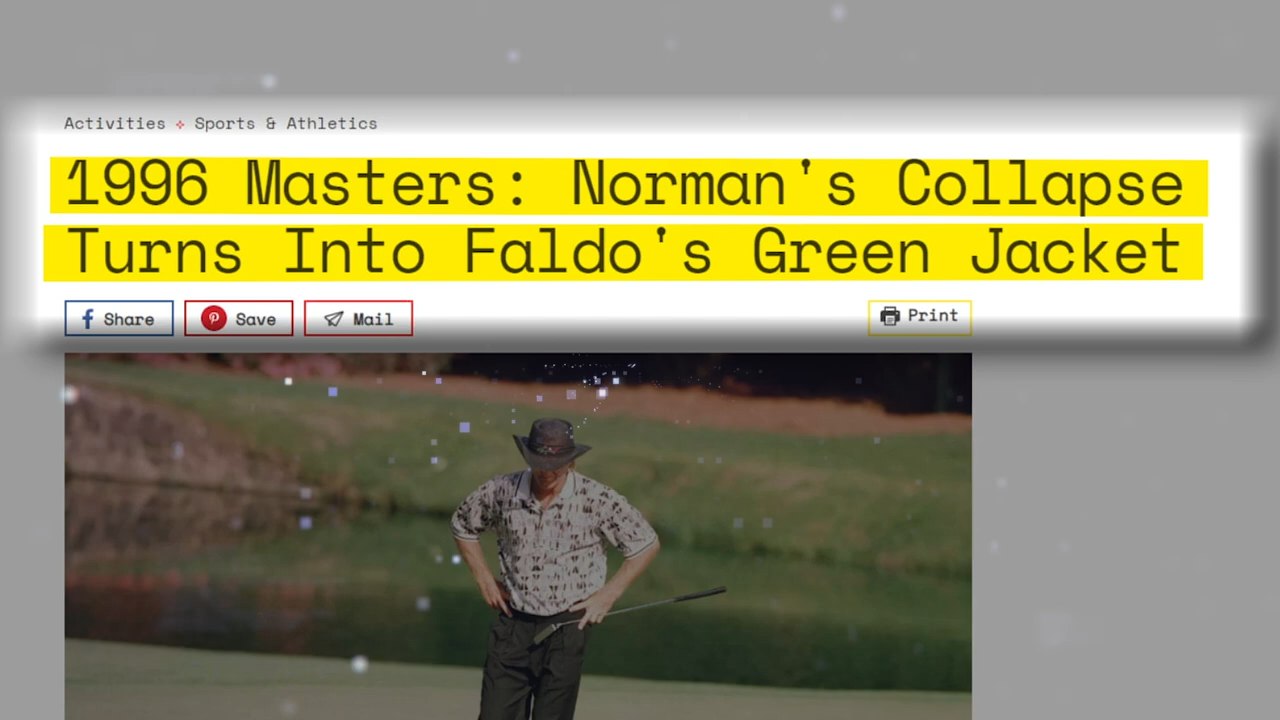 Activities ⟡ Sports & Athletics
1996 Masters: Norman's Collapse
Turns Into Faldo's Green Jacket
Share Save Mail Print